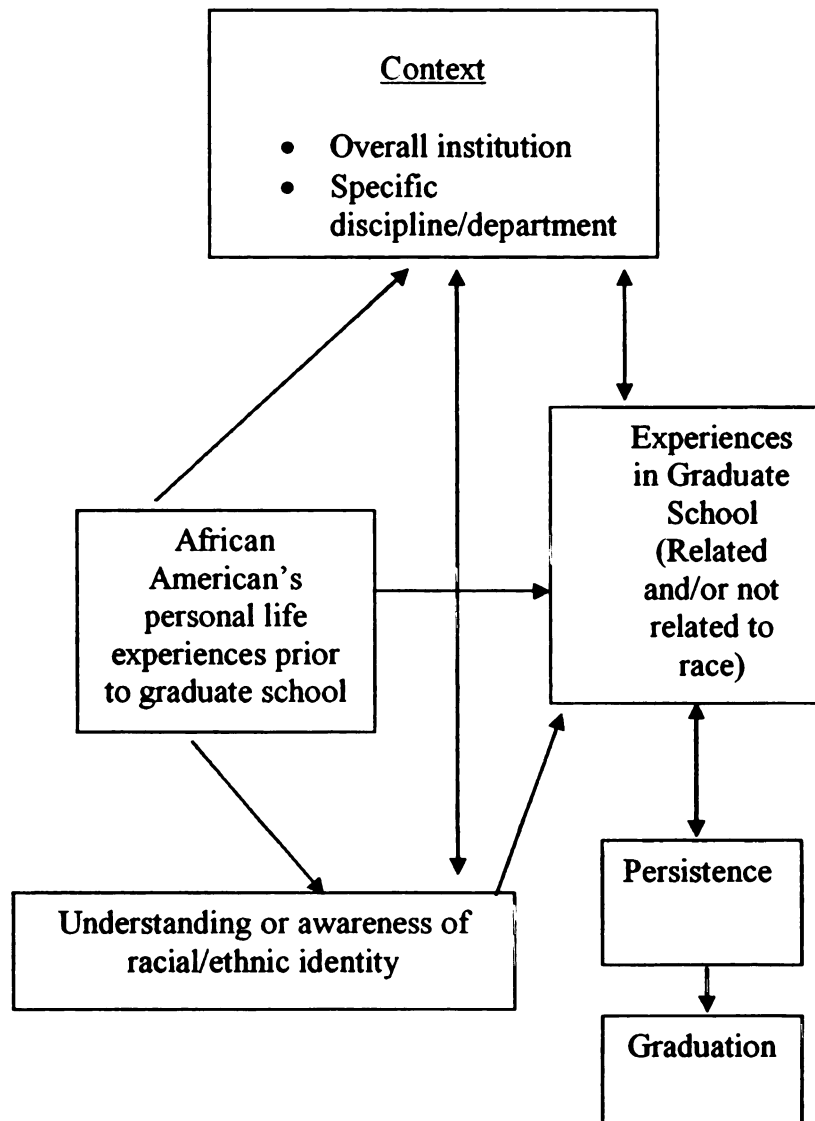 Context
• Overall institution
• Specific
discipline/department
Experiences
in Graduate
School
(Related
and/or not
related to
race)
African
American's
personal life
experiences prior
to graduate school
Persistence
Understanding or awareness of
racial/ethnic identity
Graduation